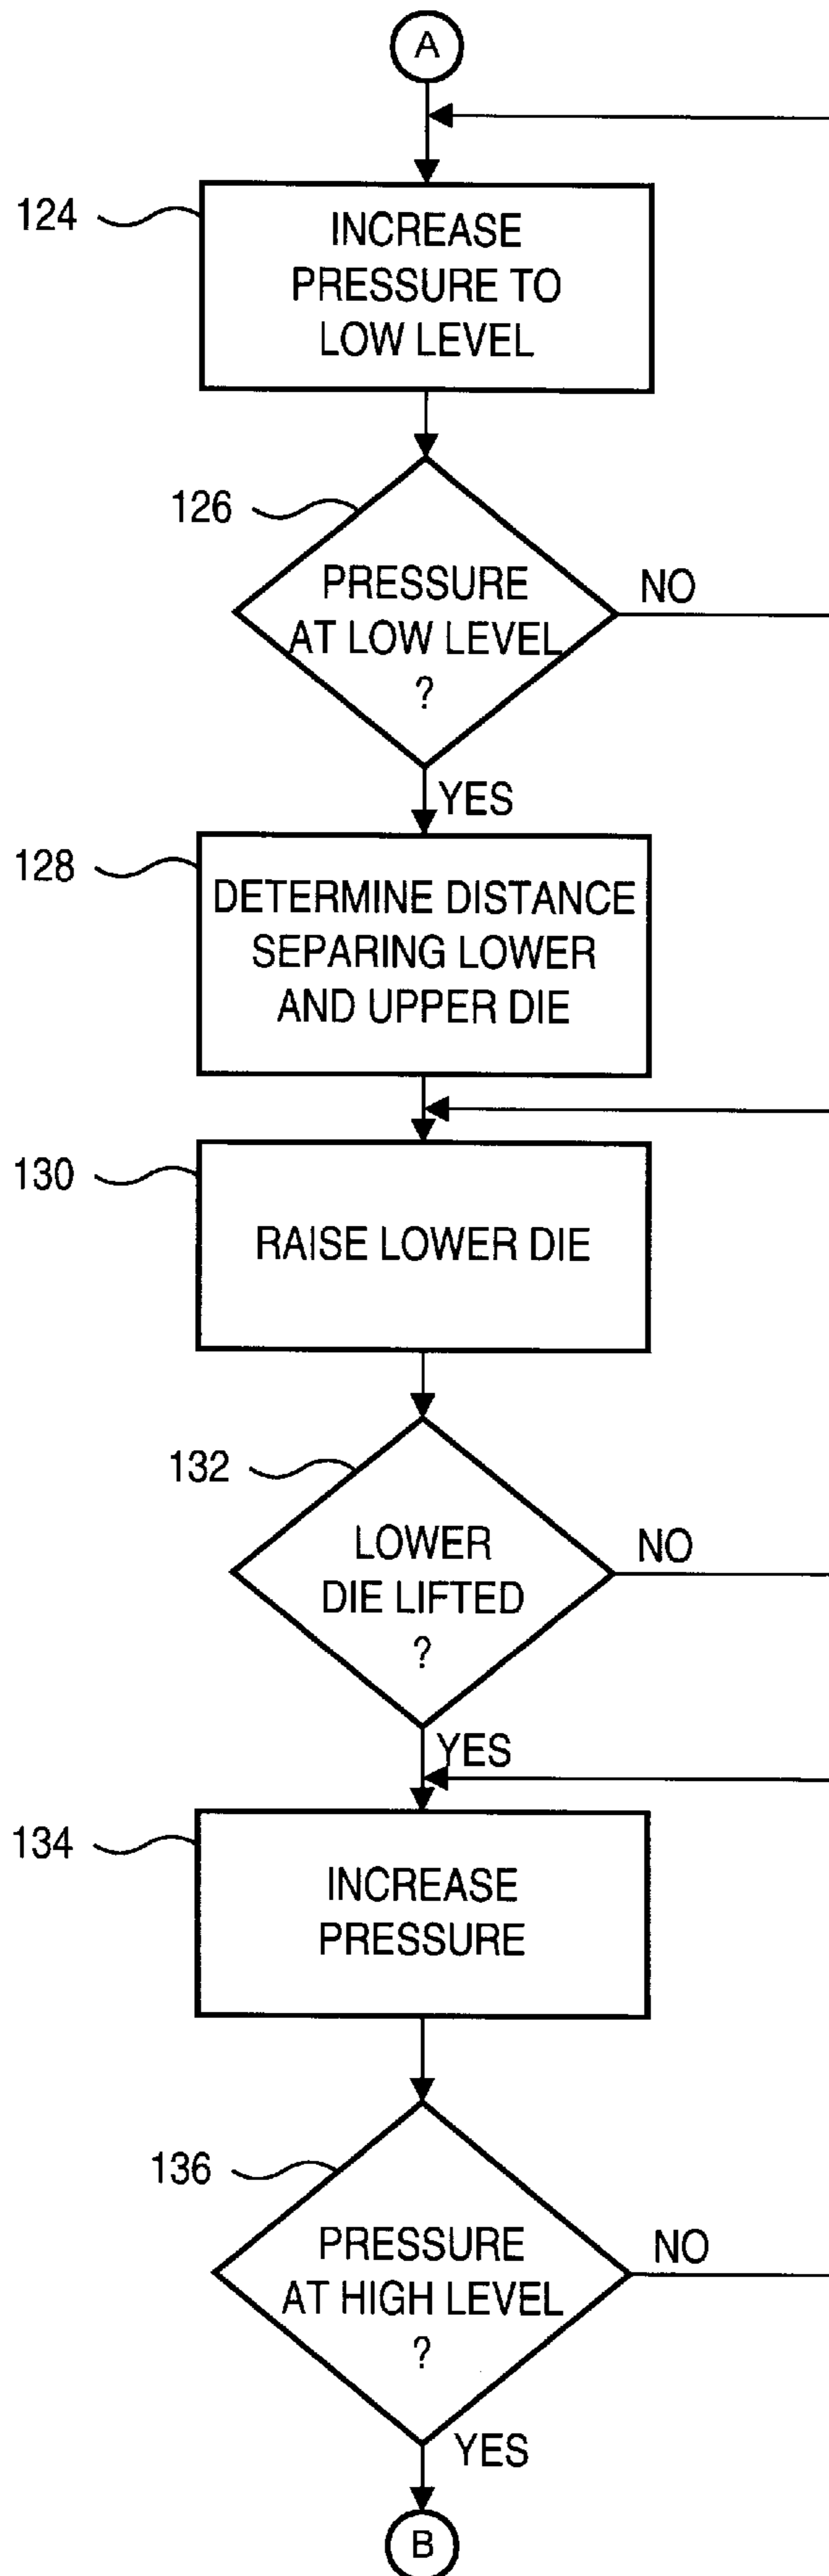 A
124
INCREASE
PRESSURE TO
LOW LEVEL
126
PRESSURE
AT LOW LEVEL
?
NO
YES
128
DETERMINE DISTANCE
SEPARING LOWER
AND UPPER DIE
130
RAISE LOWER DIE
132
LOWER
DIE LIFTED
?
NO
YES
134
INCREASE
PRESSURE
136
PRESSURE
AT HIGH LEVEL
?
NO
YES
B